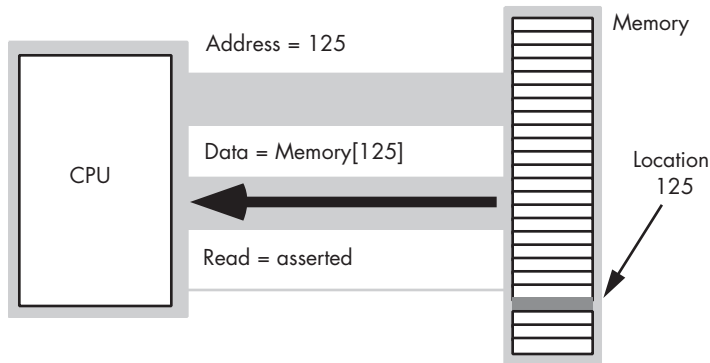 Address = 125
Memory
Data = Memory[125]
CPU
Location
125
Read = asserted